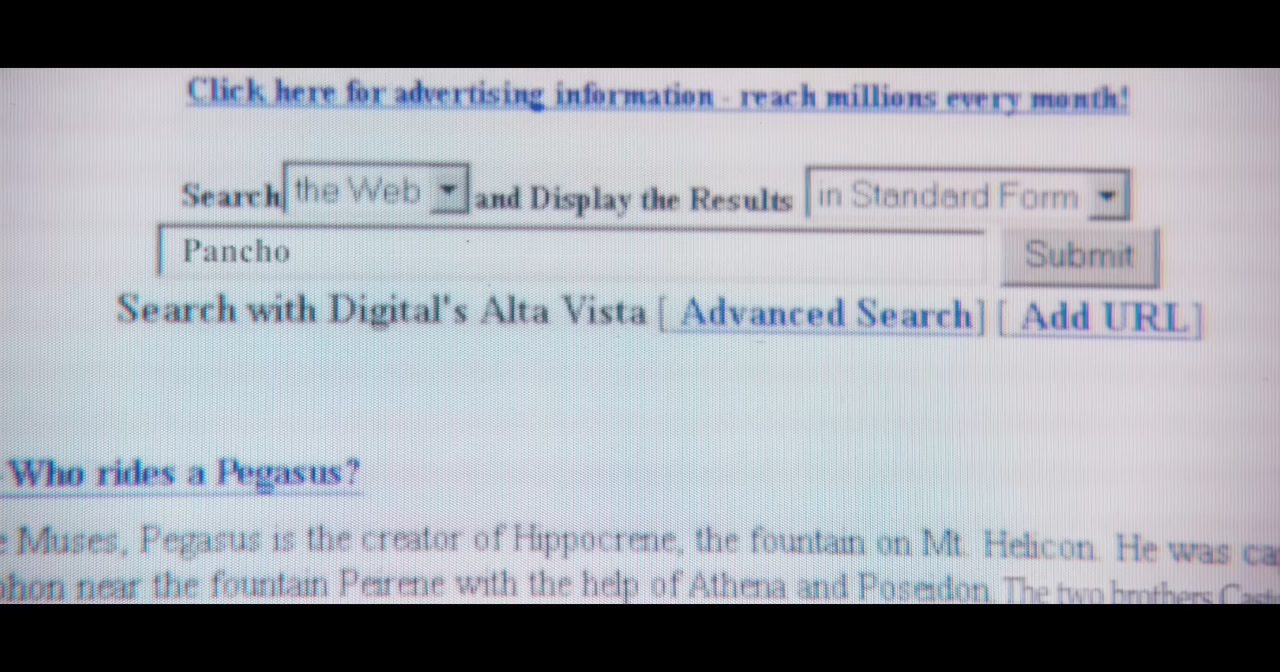 Click here for advertising information - reach millions every month!
Search the Web and Display the Results in Standard Form
Pancho Submit
Search with Digital's Alta Vista [ Advanced Search] [ Add URL]
Who rides a Pegasus?
e Muses, Pegasus is the creator of Hippocrene, the fountain on Mt. Helicon. He was ca
phon near the fountain Peirene with the help of Athena and Poseidon. The two brothers Cast